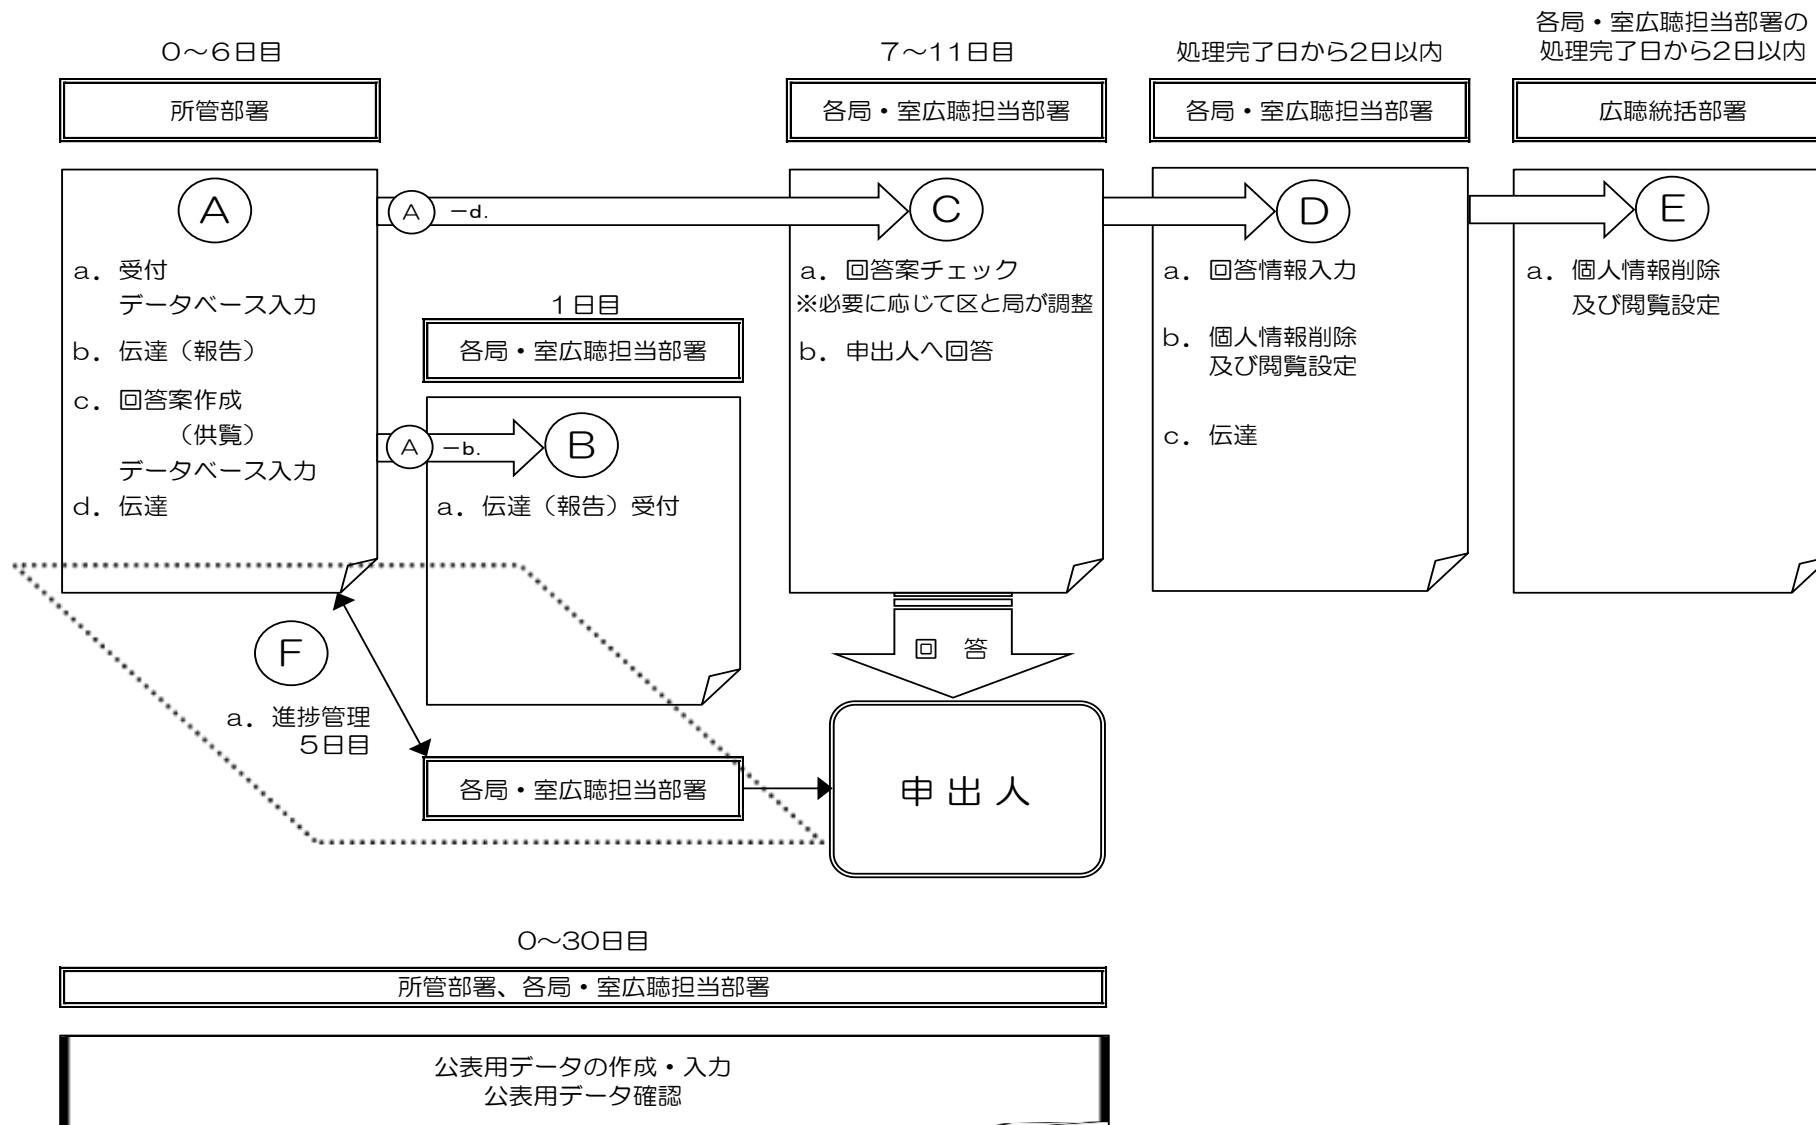 0～6日目
所管部署
A
a．受付
データベース入力
b．伝達（報告）
c．回答案作成
（供覧）
データベース入力
d．伝達
A －d.
A －b.
1日目
各局・室広聴担当部署
B
a．伝達（報告）受付
7～11日目
各局・室広聴担当部署
C
a．回答案チェック
※必要に応じて区と局が調整
b．申出人へ回答
処理完了日から2日以内
各局・室広聴担当部署
D
a．回答情報入力
b．個人情報削除
及び閲覧設定
c．伝達
各局・室広聴担当部署の
処理完了日から2日以内
広聴統括部署
E
a．個人情報削除
及び閲覧設定
F
a．進捗管理
5日目
各局・室広聴担当部署
回 答
申 出 人
0～30日目
所管部署、各局・室広聴担当部署
公表用データの作成・入力
公表用データ確認